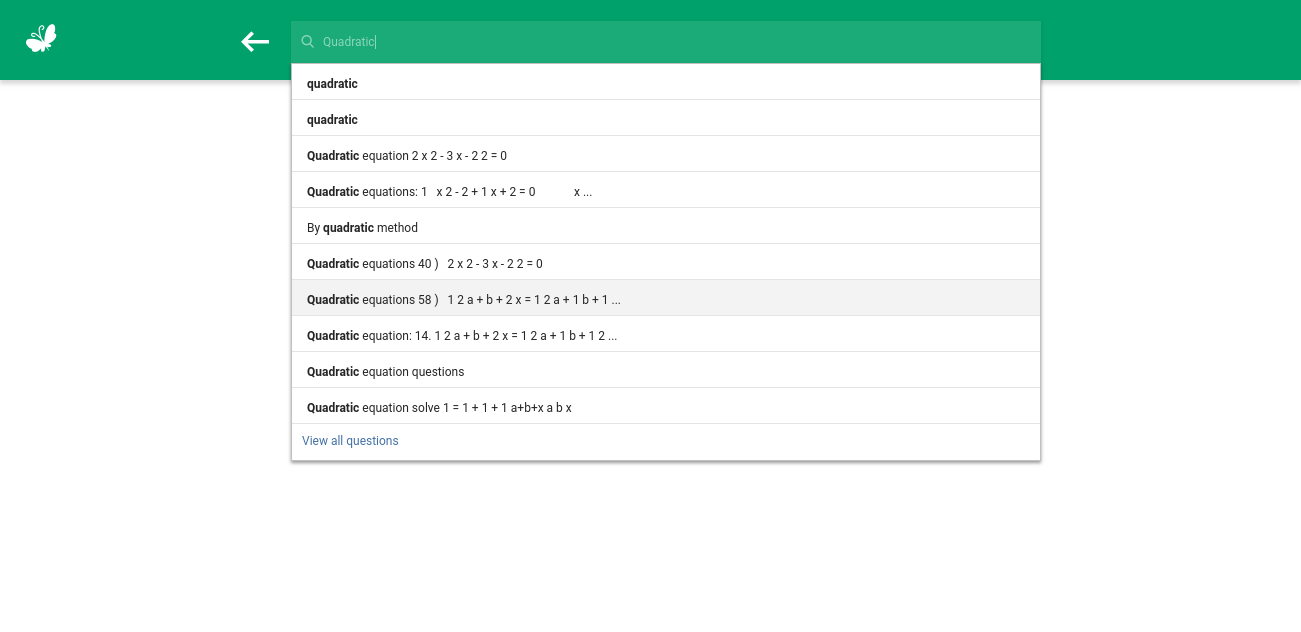 Quadratic
quadratic
quadratic
Quadratic equation 2 x 2 - 3 x - 2 2 = 0
Quadratic equations: 1 x 2 - 2 + 1 x + 2 = 0 x ...
By quadratic method
Quadratic equations 40 ) 2 x 2 - 3 x - 2 2 = 0
Quadratic equations 58 ) 1 2 a + b + 2 x = 1 2 a + 1 b + 1 ...
Quadratic equation: 14. 1 2 a + b + 2 x = 1 2 a + 1 b + 1 2 ...
Quadratic equation questions
Quadratic equation solve 1 = 1 + 1 + 1 a+b+x a b x
View all questions